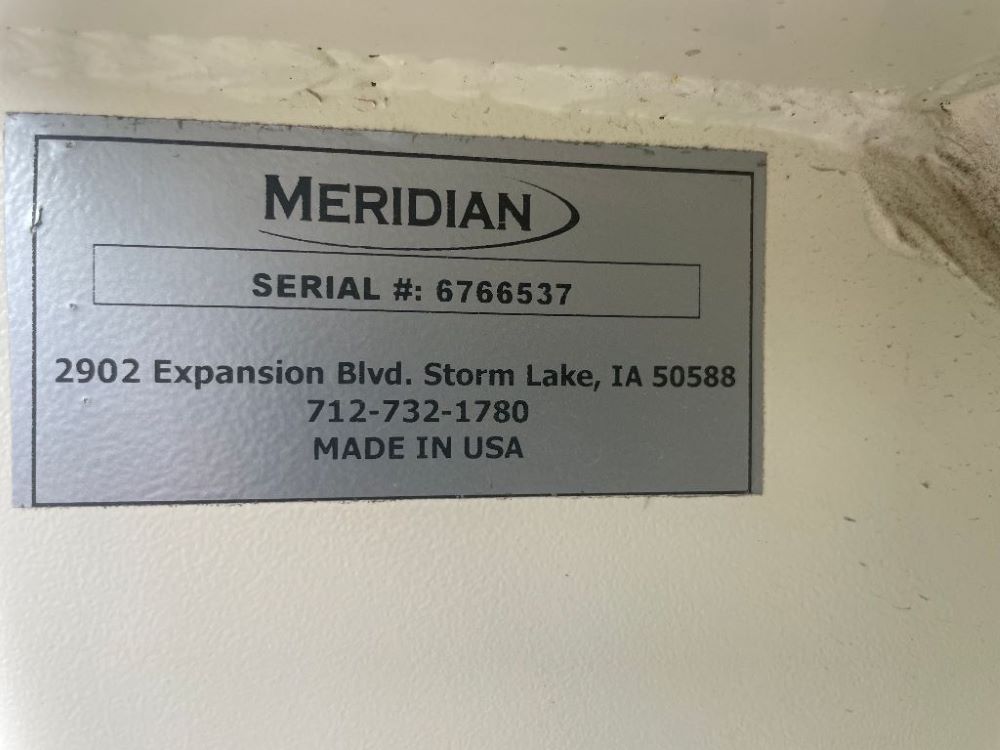 MERIDIAN
SERIAL #: 6766537
2902 Expansion Blvd. Storm Lake, IA 50588
712-732-1780
MADE IN USA